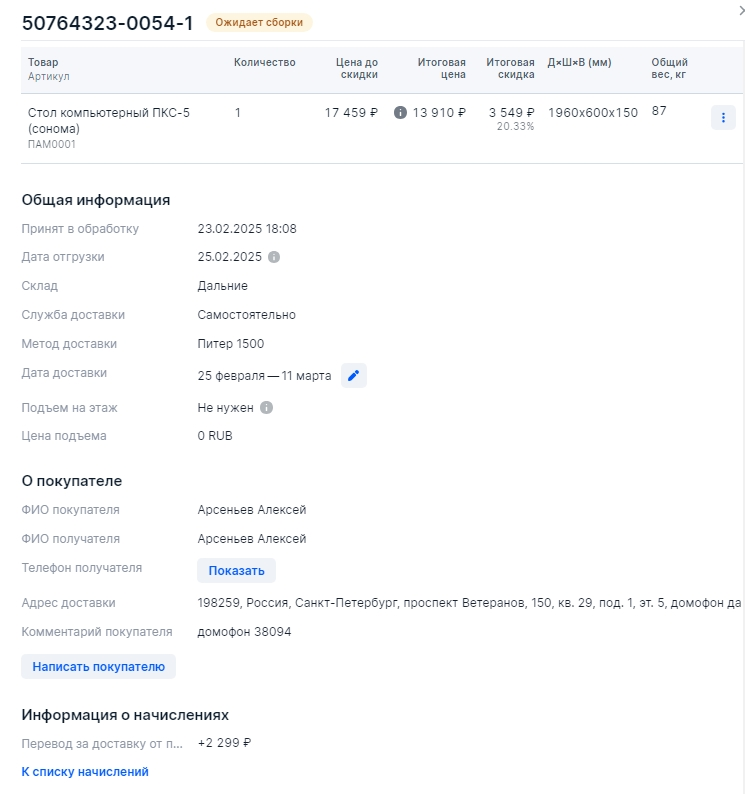 50764323-0054-1 Ожидает сборки
Товар Количество Цена до Итоговая Итоговая Д×Ш×В (мм) Общий
Артикул скидки цена скидка вес, кг
Стол компьютерный ПКС-5 1 17 459 ₽ 13 910 ₽ 3 549 ₽ 1960x600x150 87
(сонома) 20.33%
ПАМ0001
Общая информация
Принят в обработку 23.02.2025 18:08
Дата отгрузки 25.02.2025
Склад Дальние
Служба доставки Самостоятельно
Метод доставки Питер 1500
Дата доставки 25 февраля — 11 марта
Подъем на этаж Не нужен
Цена подъема 0 RUB
О покупателе
ФИО покупателя Арсеньев Алексей
ФИО получателя Арсеньев Алексей
Телефон получателя Показать
Адрес доставки 198259, Россия, Санкт-Петербург, проспект Ветеранов, 150, кв. 29, под. 1, эт. 5, домофон да
Комментарий покупателя домофон 38094
Написать покупателю
Информация о начислениях
Перевод за доставку от п... +2 299 ₽
К списку начислений